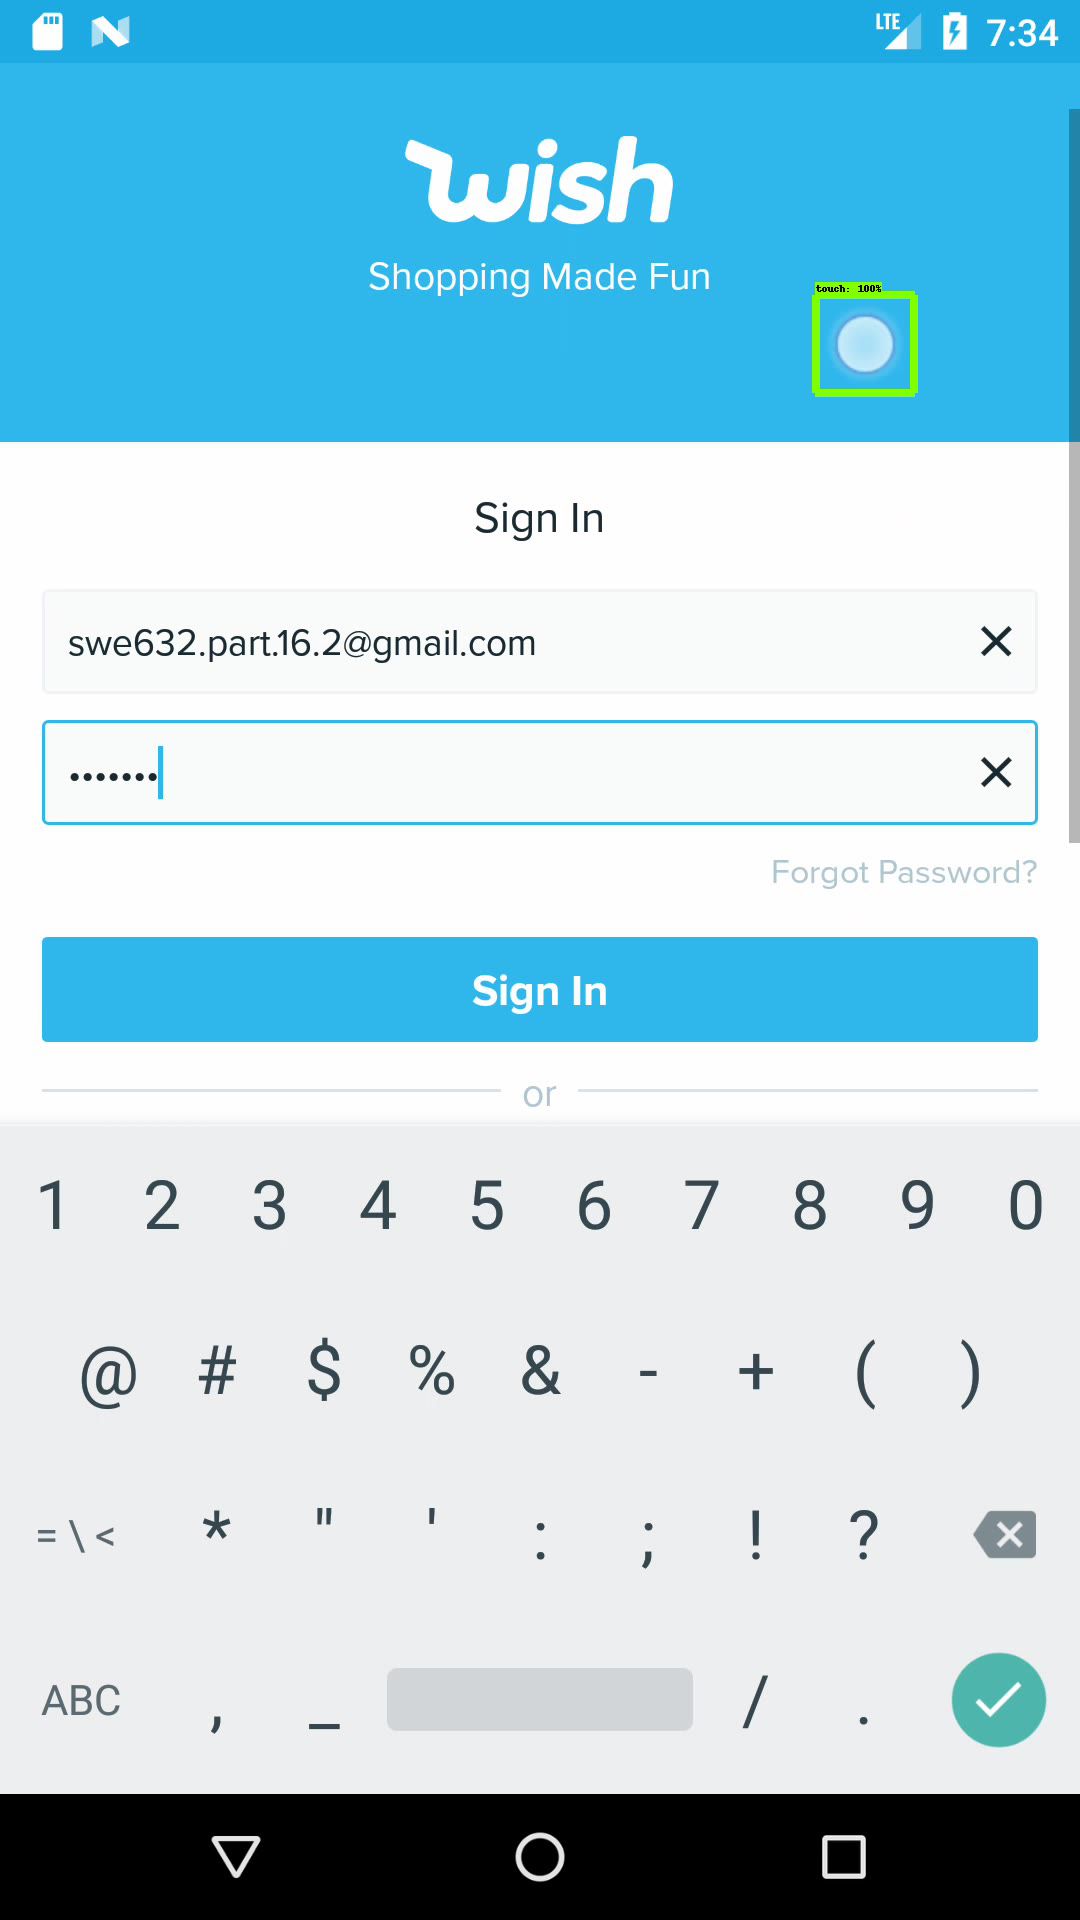 LTE 7:34
wish
Shopping Made Fun
touch: 100%
Sign In
swe632.part.16.2@gmail.com
•••••••
Forgot Password?
Sign In
or
1 2 3 4 5 6 7 8 9 0
@ # $ % & - + ( )
= \ < * " ' : ; ! ?
ABC , _ / .